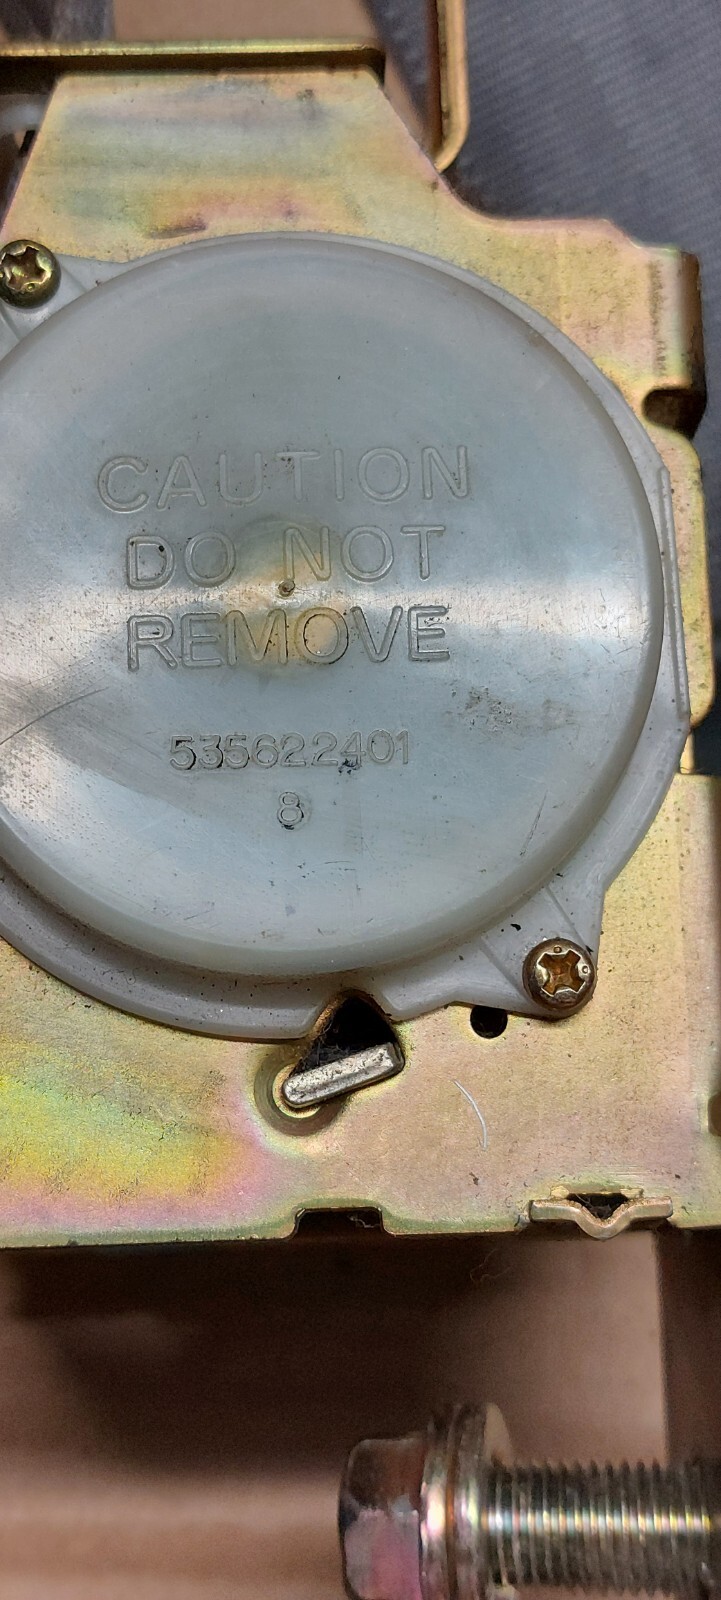 CAUTION
DO NOT
REMOVE
535622401
8